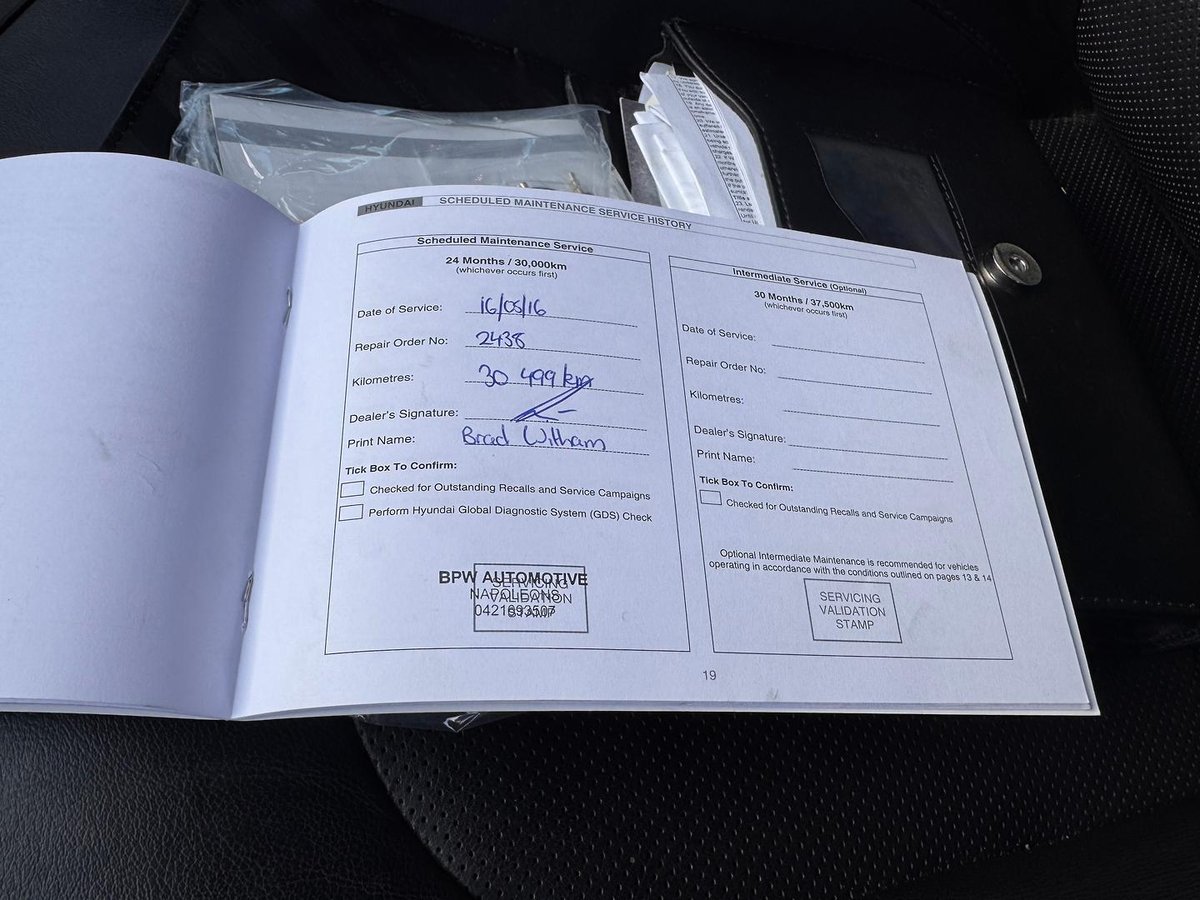 HYUNDAI SCHEDULED MAINTENANCE SERVICE HISTORY
Scheduled Maintenance Service
24 Months / 30,000km
(whichever occurs first)
Date of Service: 16/05/16
Repair Order No: 2438
Kilometres: 30 499 km
Dealer's Signature:
Print Name: Brad Witham
Tick Box To Confirm:
Checked for Outstanding Recalls and Service Campaigns
Perform Hyundai Global Diagnostic System (GDS) Check
BPW AUTOMOTIVE
NAPOLEONS
0421693507
SERVICING
VALIDATION
STAMP
Intermediate Service (Optional)
30 Months / 37,500km
(whichever occurs first)
Date of Service:
Repair Order No:
Kilometres:
Dealer's Signature:
Print Name:
Tick Box To Confirm:
Checked for Outstanding Recalls and Service Campaigns
Optional Intermediate Maintenance is recommended for vehicles
operating in accordance with the conditions outlined on pages 13 & 14
SERVICING
VALIDATION
STAMP
19